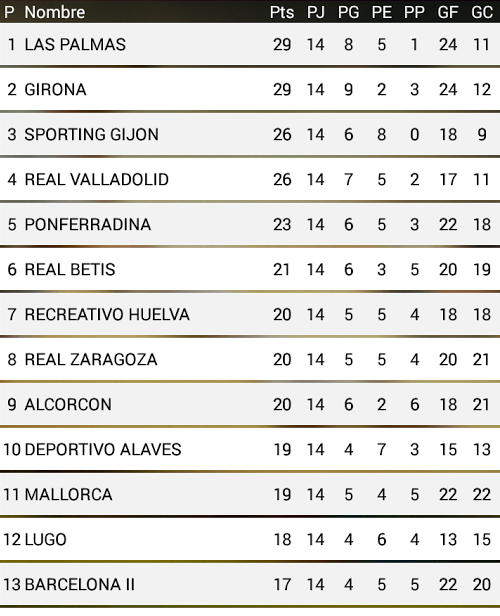 P Nombre Pts PJ PG PE PP GF GC
1 LAS PALMAS 29 14 8 5 1 24 11
2 GIRONA 29 14 9 2 3 24 12
3 SPORTING GIJON 26 14 6 8 0 18 9
4 REAL VALLADOLID 26 14 7 5 2 17 11
5 PONFERRADINA 23 14 6 5 3 22 18
6 REAL BETIS 21 14 6 3 5 20 19
7 RECREATIVO HUELVA 20 14 5 5 4 18 18
8 REAL ZARAGOZA 20 14 5 5 4 20 21
9 ALCORCON 20 14 6 2 6 18 21
10 DEPORTIVO ALAVES 19 14 4 7 3 15 13
11 MALLORCA 19 14 5 4 5 22 22
12 LUGO 18 14 4 6 4 13 15
13 BARCELONA II 17 14 4 5 5 22 20